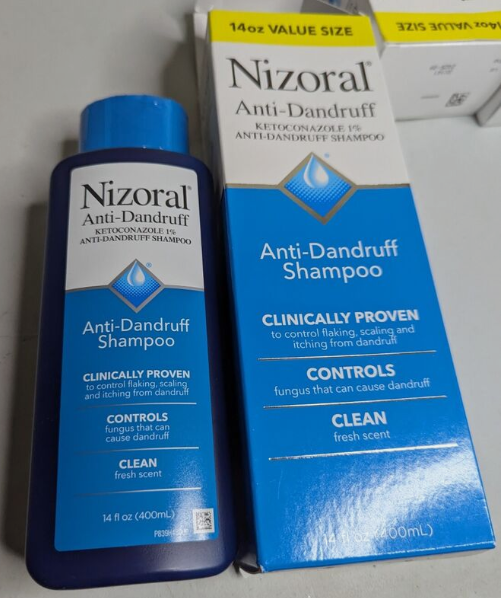 Nizoral®
Anti-Dandruff
KETOCONAZOLE 1%
ANTI-DANDRUFF SHAMPOO
Anti-Dandruff
Shampoo
CLINICALLY PROVEN
to control flaking, scaling
and itching from dandruff
CONTROLS
fungus that can
cause dandruff
CLEAN
fresh scent
14 fl oz (400mL)
14oz VALUE SIZE
Nizoral®
Anti-Dandruff
KETOCONAZOLE 1%
ANTI-DANDRUFF SHAMPOO
Anti-Dandruff
Shampoo
CLINICALLY PROVEN
to control flaking, scaling and
itching from dandruff
CONTROLS
fungus that can cause dandruff
CLEAN
fresh scent
14 fl oz (400mL)
14oz VALUE SIZE